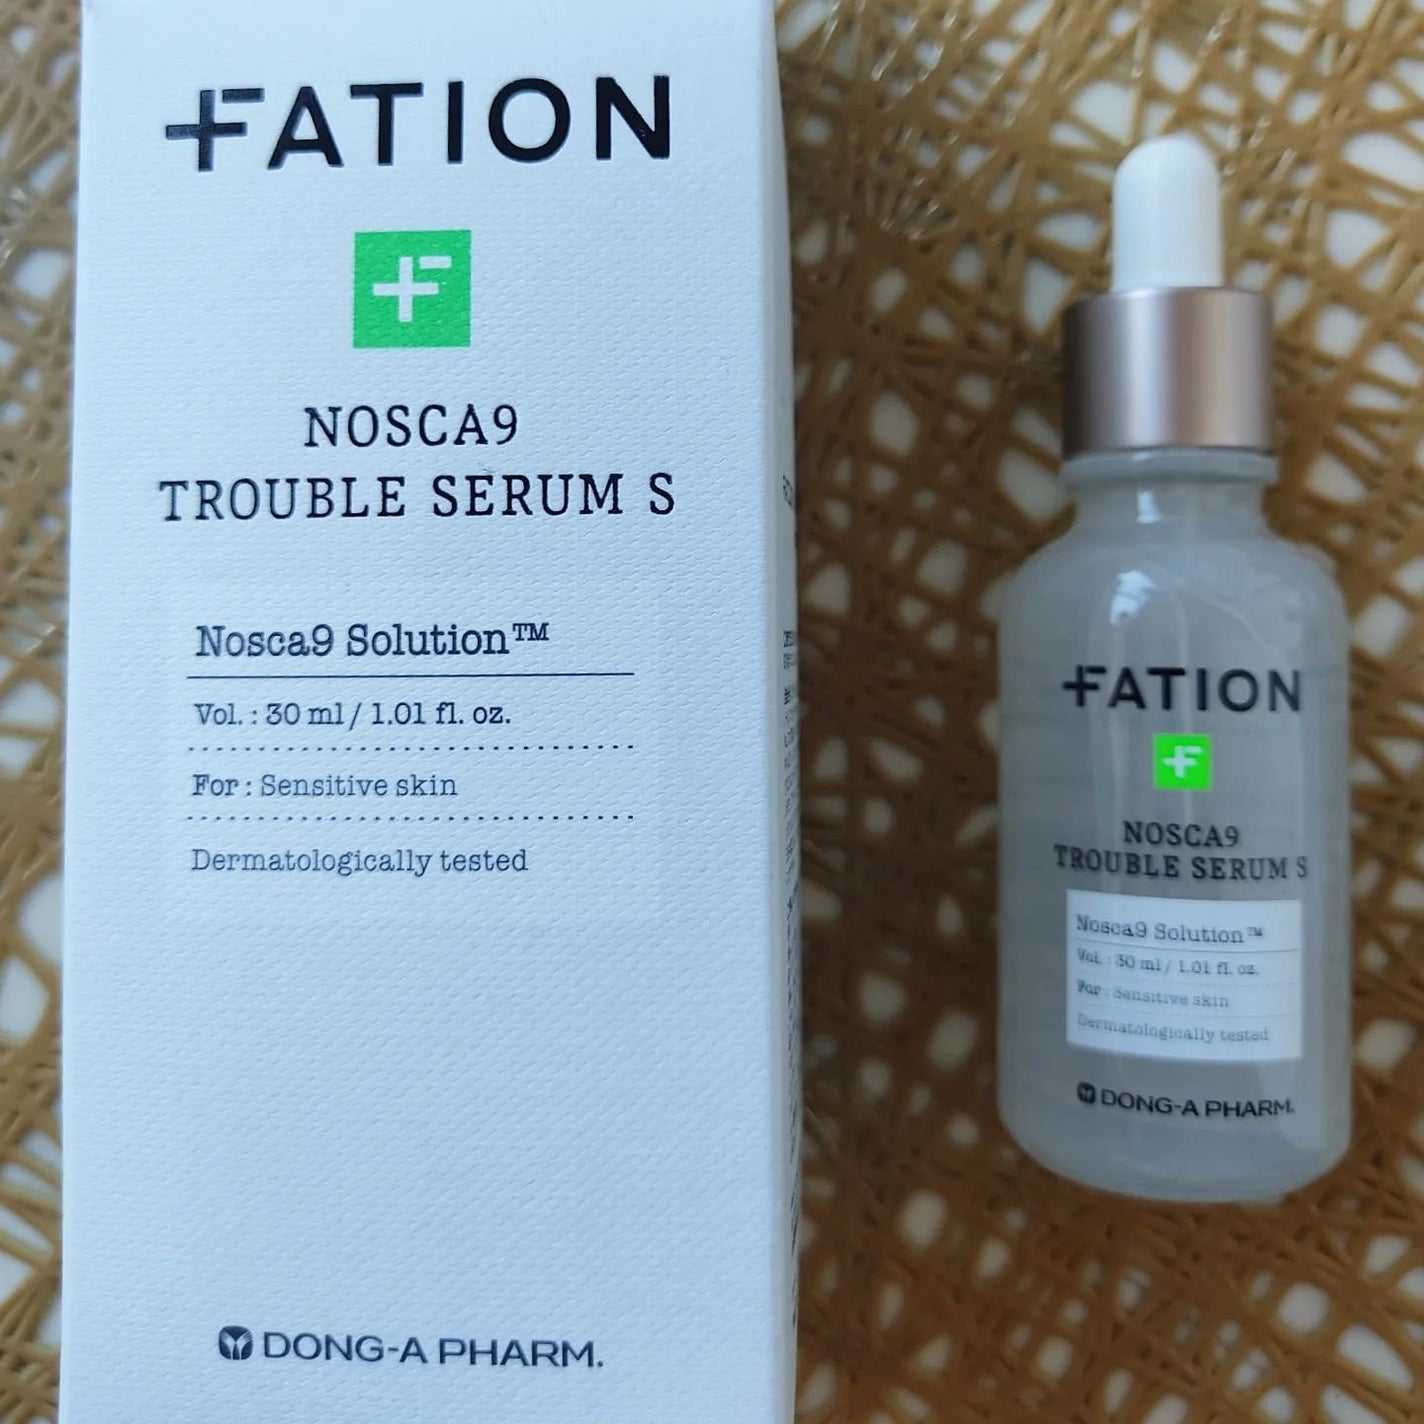 FATION
NOSCA9
TROUBLE SERUM S
Nosca9 Solution™
Vol. : 30 ml / 1.01 fl. oz.
For : Sensitive skin
Dermatologically tested
DONG-A PHARM.
FATION
NOSCA9
TROUBLE SERUM S
Nosca9 Solution™
Vol. : 30 ml / 1.01 fl. oz.
For : Sensitive skin
Dermatologically tested
DONG-A PHARM.